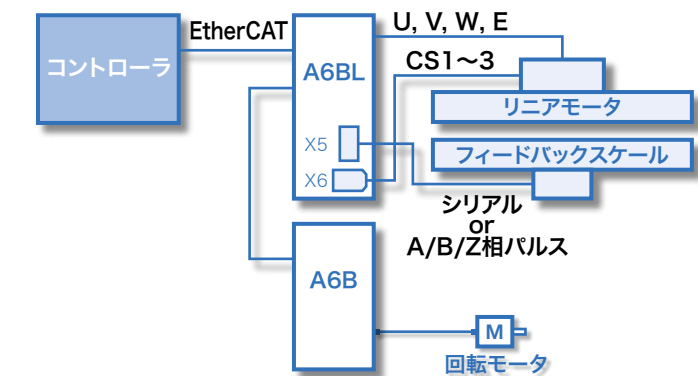 EtherCAT
U, V, W, E
コントローラ
A6BL
CS1～3
リニアモータ
X5
フィードバックスケール
X6
シリアル
or
A/B/Z相パルス
A6B
M
回転モータ